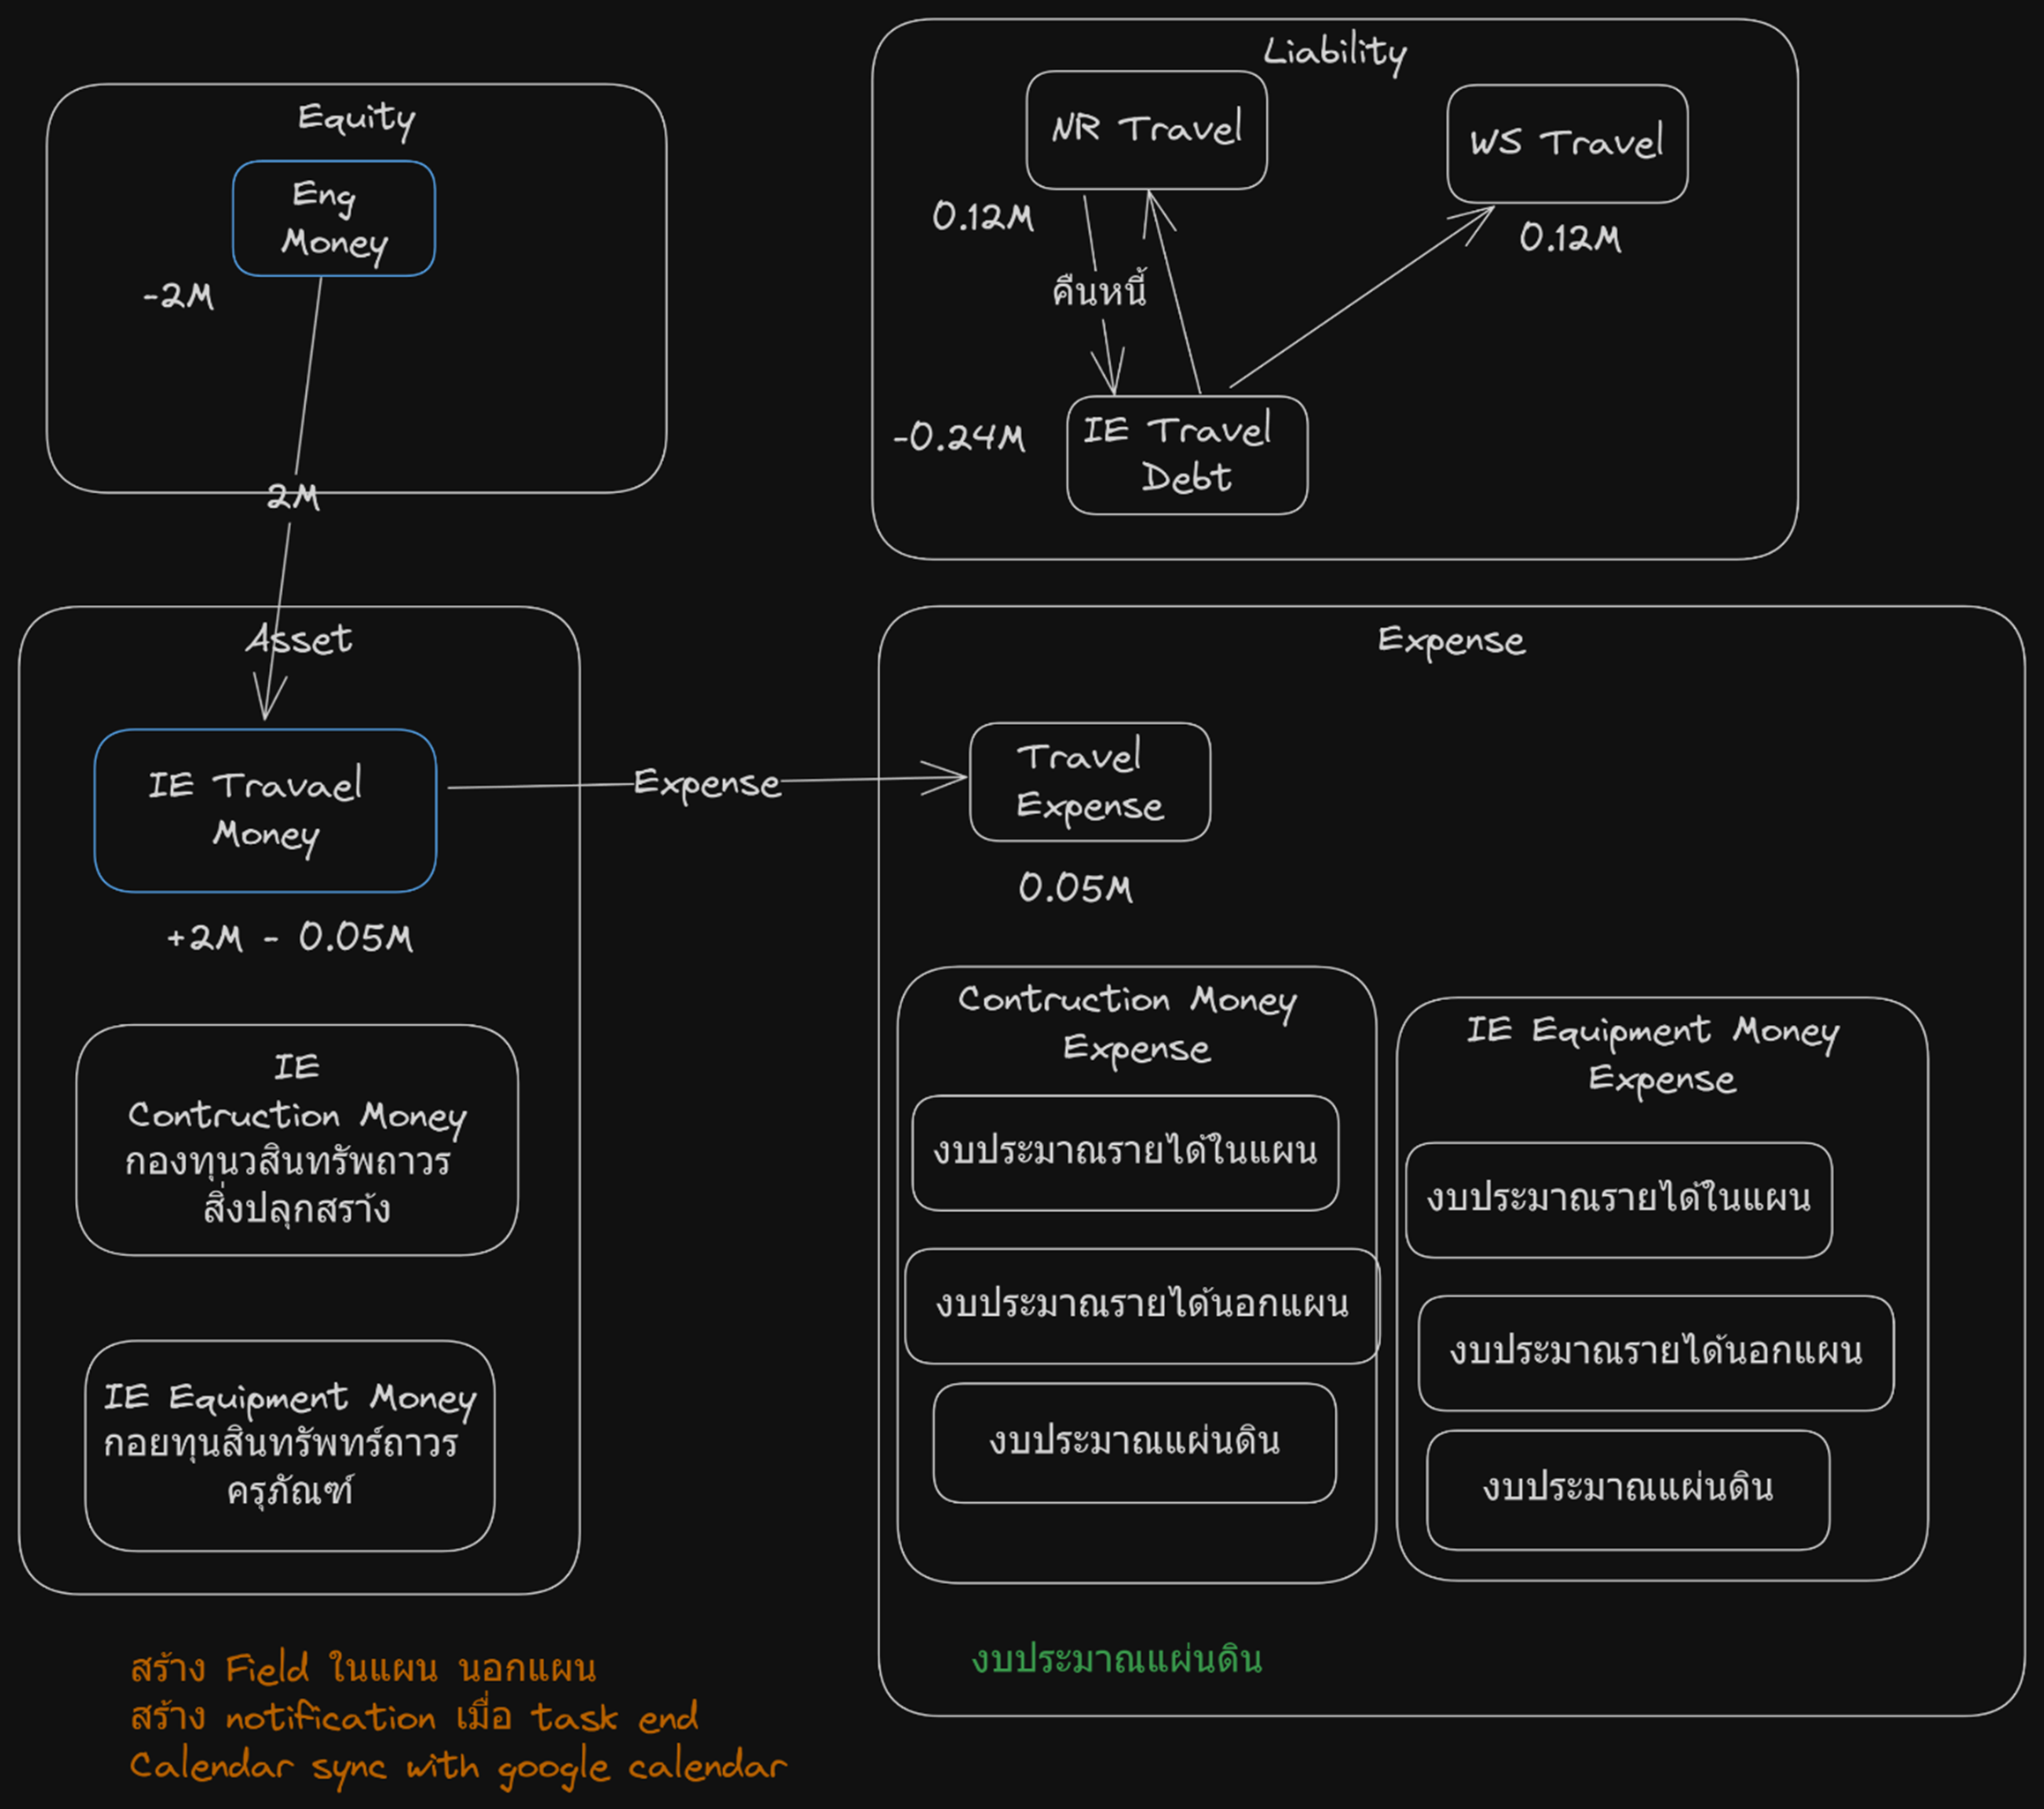 Equity
Eng
Money
-2M
2M
Liability
NR Travel
0.12M
WS Travel
0.12M
คืนหนี้
-0.24M
IE Travel
Debt
Asset
IE Travael
Money
+2M - 0.05M
IE
Contruction Money
กองทุนวสินทรัพถาวร
สิ่งปลุกสร้าง
IE Equipment Money
กอยทุนสินทรัพทร์ถาวร
ครุภัณฑ์
Expense
Expense
Travel
Expense
0.05M
Contruction Money
Expense
งบประมาณรายได้ในแผน
งบประมาณรายได้นอกแผน
งบประมาณแผ่นดิน
IE Equipment Money
Expense
งบประมาณรายได้ในแผน
งบประมาณรายได้นอกแผน
งบประมาณแผ่นดิน
งบประมาณแผ่นดิน
สร้าง Field ในแผน นอกแผน
สร้าง notification เมื่อ task end
Calendar sync with google calendar